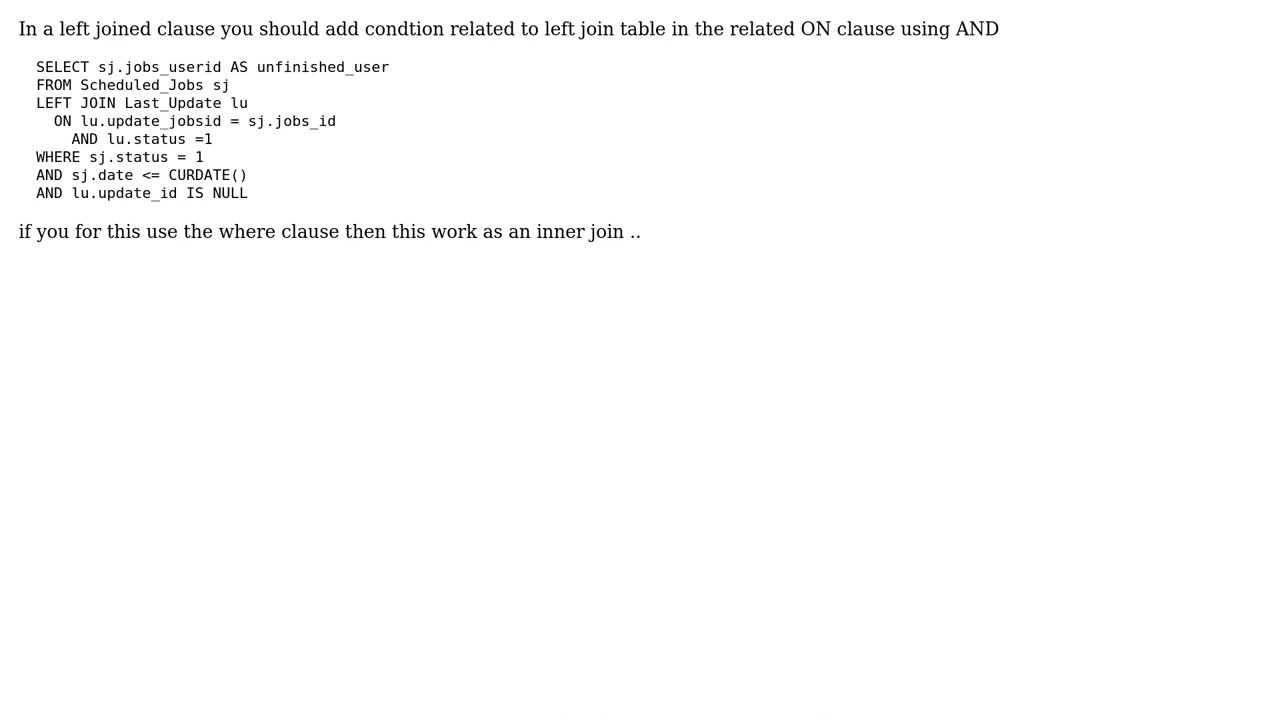 In a left joined clause you should add condtion related to left join table in the related ON clause using AND
SELECT sj.jobs_userid AS unfinished_user
FROM Scheduled_Jobs sj
LEFT JOIN Last_Update lu
  ON lu.update_jobsid = sj.jobs_id
    AND lu.status =1
WHERE sj.status = 1
AND sj.date <= CURDATE()
AND lu.update_id IS NULL
if you for this use the where clause then this work as an inner join ..